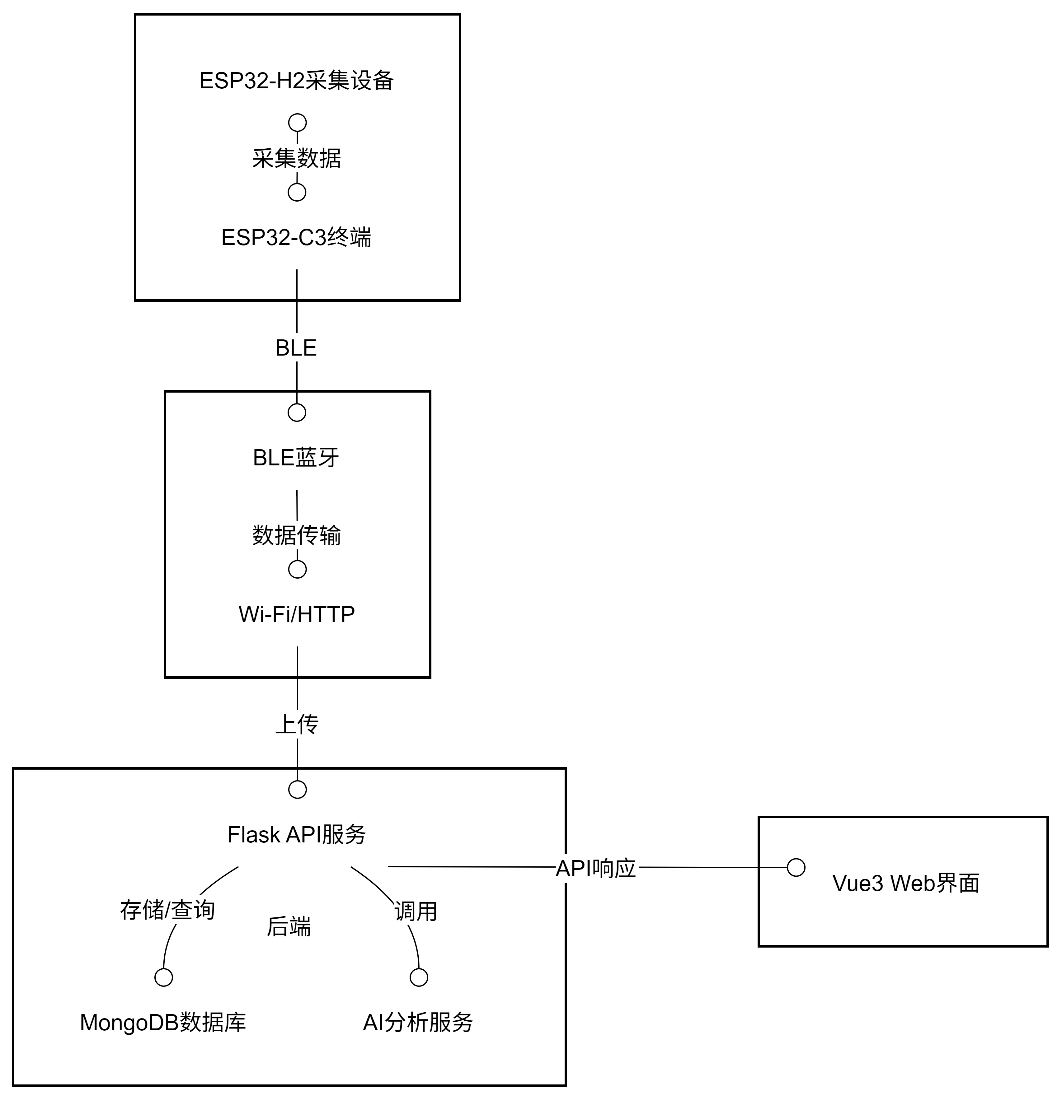 ESP32-H2采集设备
采集数据
ESP32-C3终端
BLE
BLE蓝牙
数据传输
Wi-Fi/HTTP
上传
Flask API服务
API响应
Vue3 Web界面
存储/查询
后端
调用
MongoDB数据库
AI分析服务